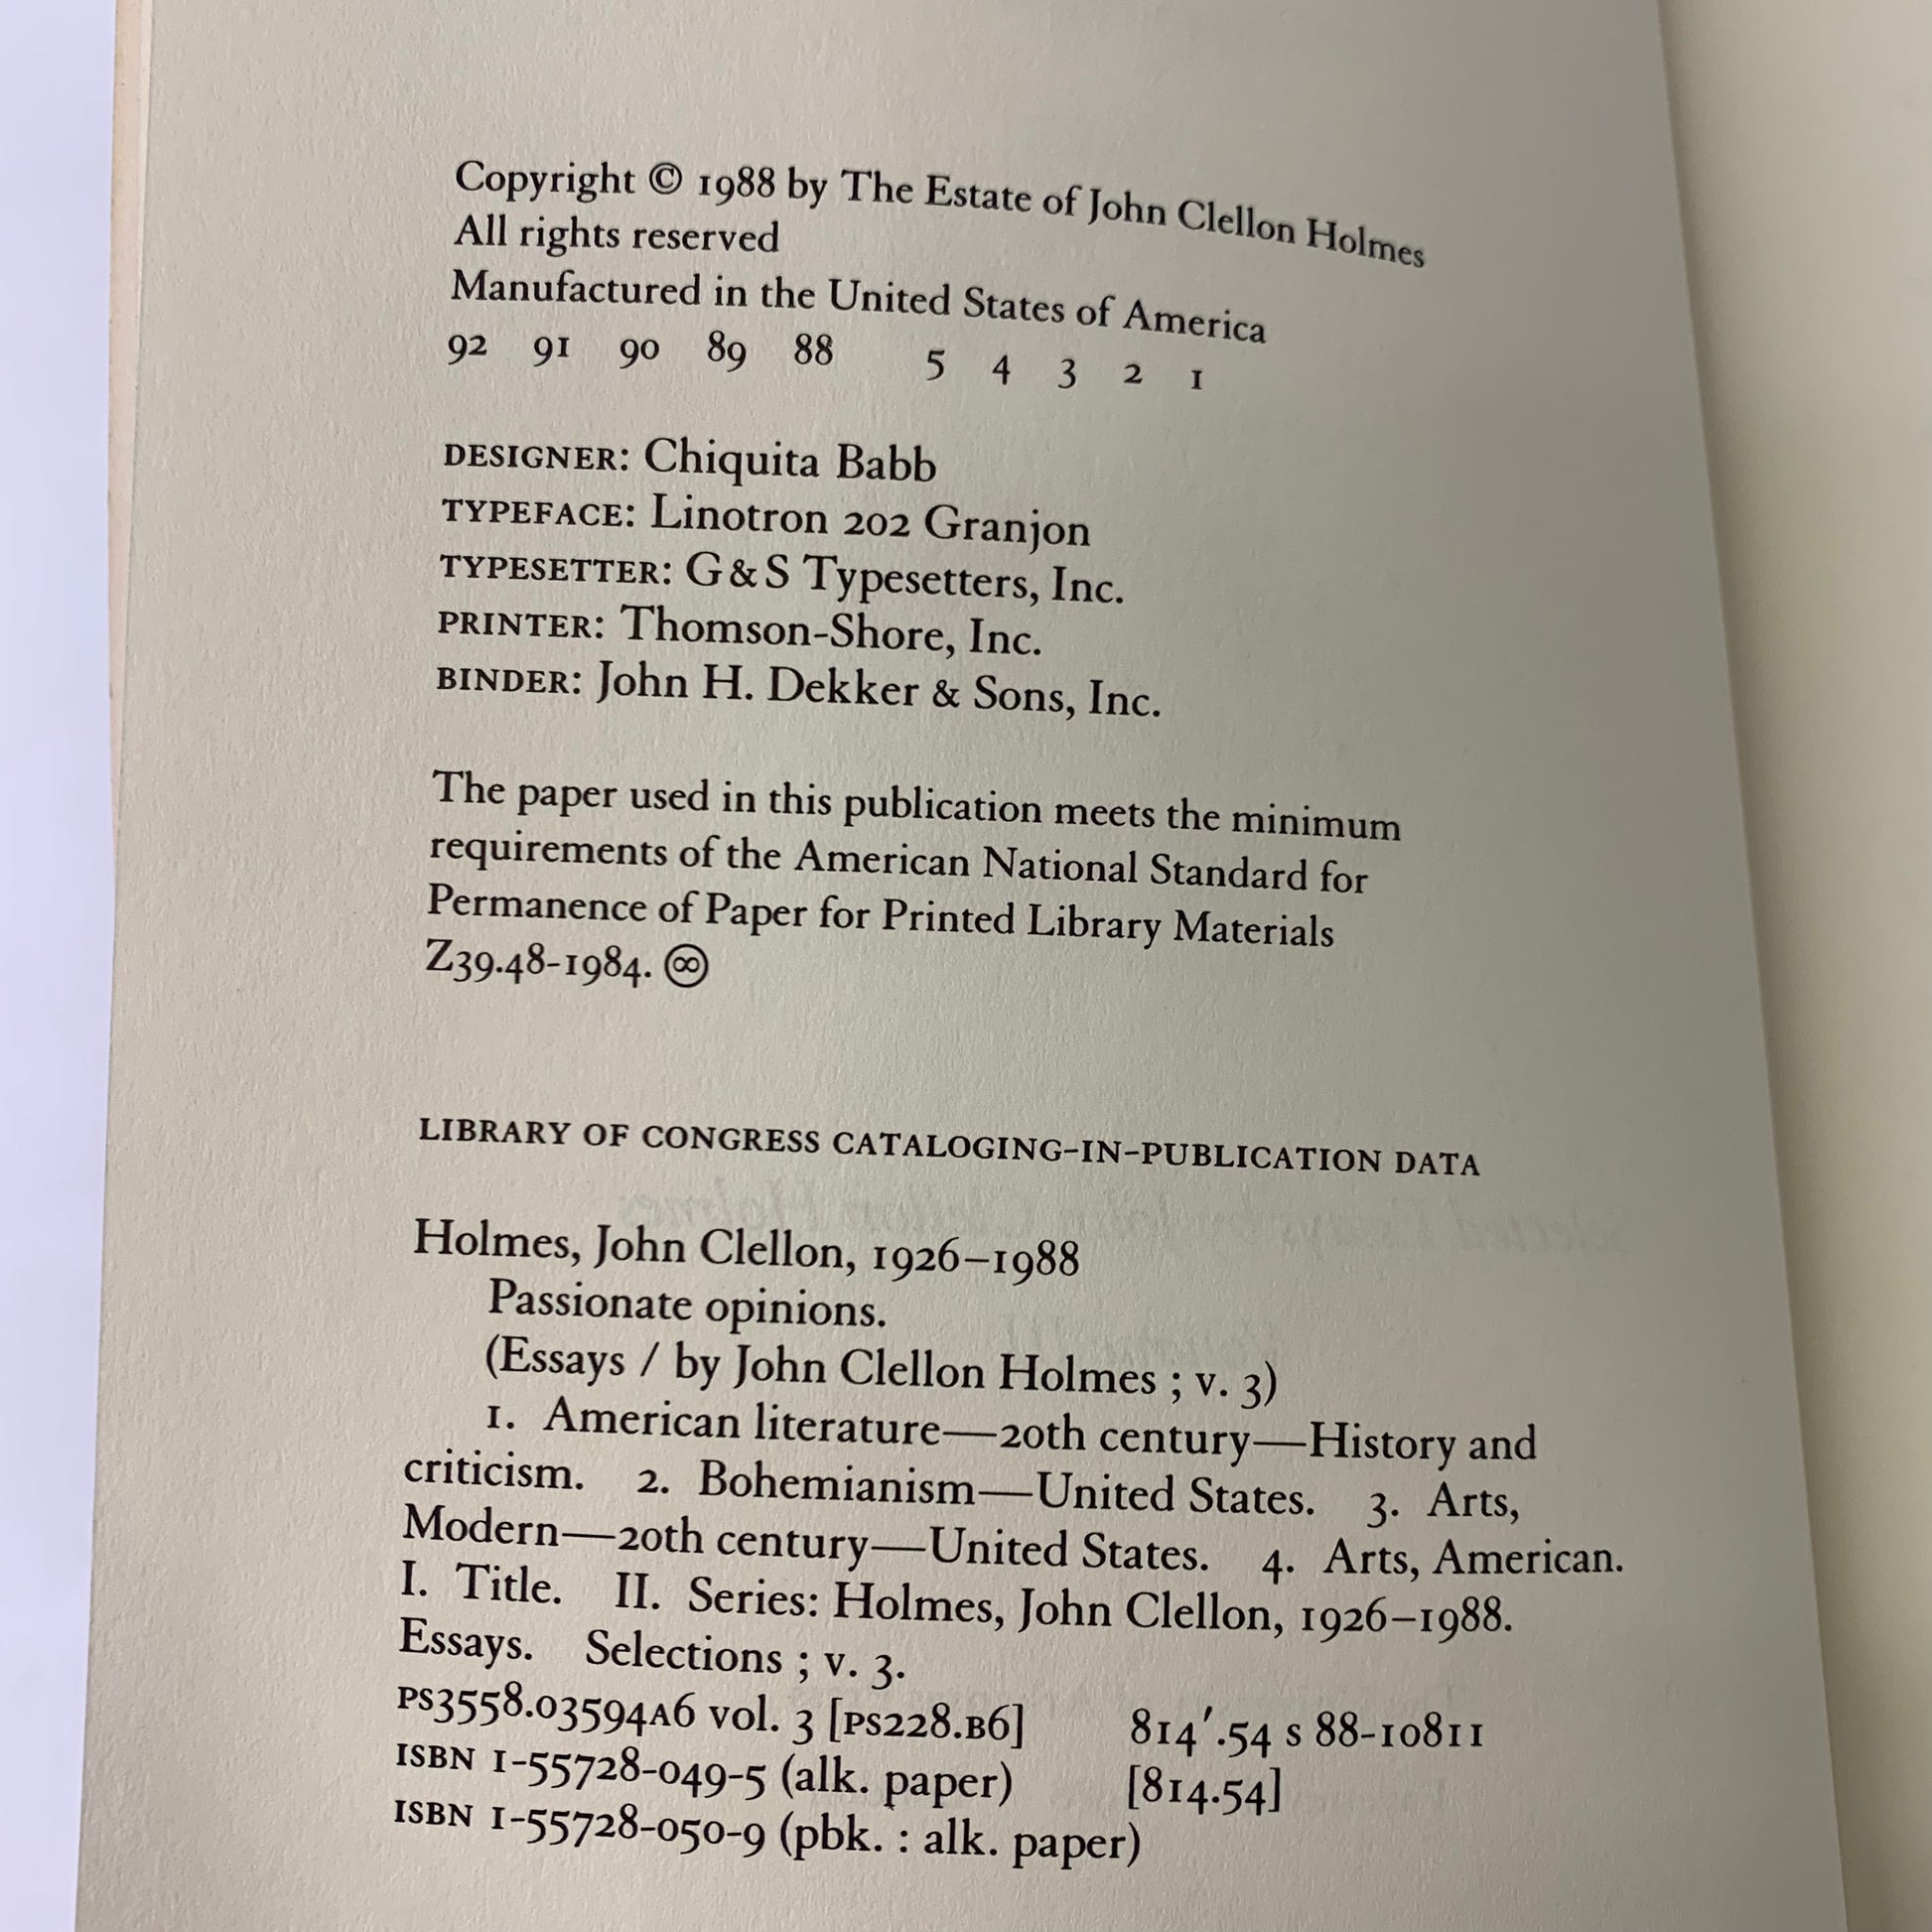 Copyright © 1988 by The Estate of John Clellon Holmes
All rights reserved
Manufactured in the United States of America
92 91 90 89 88 5 4 3 2 1
DESIGNER: Chiquita Babb
TYPEFACE: Linotron 202 Granjon
TYPESETTER: G&S Typesetters, Inc.
PRINTER: Thomson-Shore, Inc.
BINDER: John H. Dekker & Sons, Inc.
The paper used in this publication meets the minimum
requirements of the American National Standard for
Permanence of Paper for Printed Library Materials
Z39.48-1984. ♾
LIBRARY OF CONGRESS CATALOGING-IN-PUBLICATION DATA
Holmes, John Clellon, 1926–1988
Passionate opinions.
(Essays / by John Clellon Holmes ; v. 3)
1. American literature—20th century—History and
criticism. 2. Bohemianism—United States. 3. Arts,
Modern—20th century—United States. 4. Arts, American.
I. Title. II. Series: Holmes, John Clellon, 1926–1988.
Essays. Selections ; v. 3.
PS3558.03594A6 vol. 3 [PS228.B6] 814′.54 s 88-10811
ISBN 1-55728-049-5 (alk. paper) [814.54]
ISBN 1-55728-050-9 (pbk. : alk. paper)